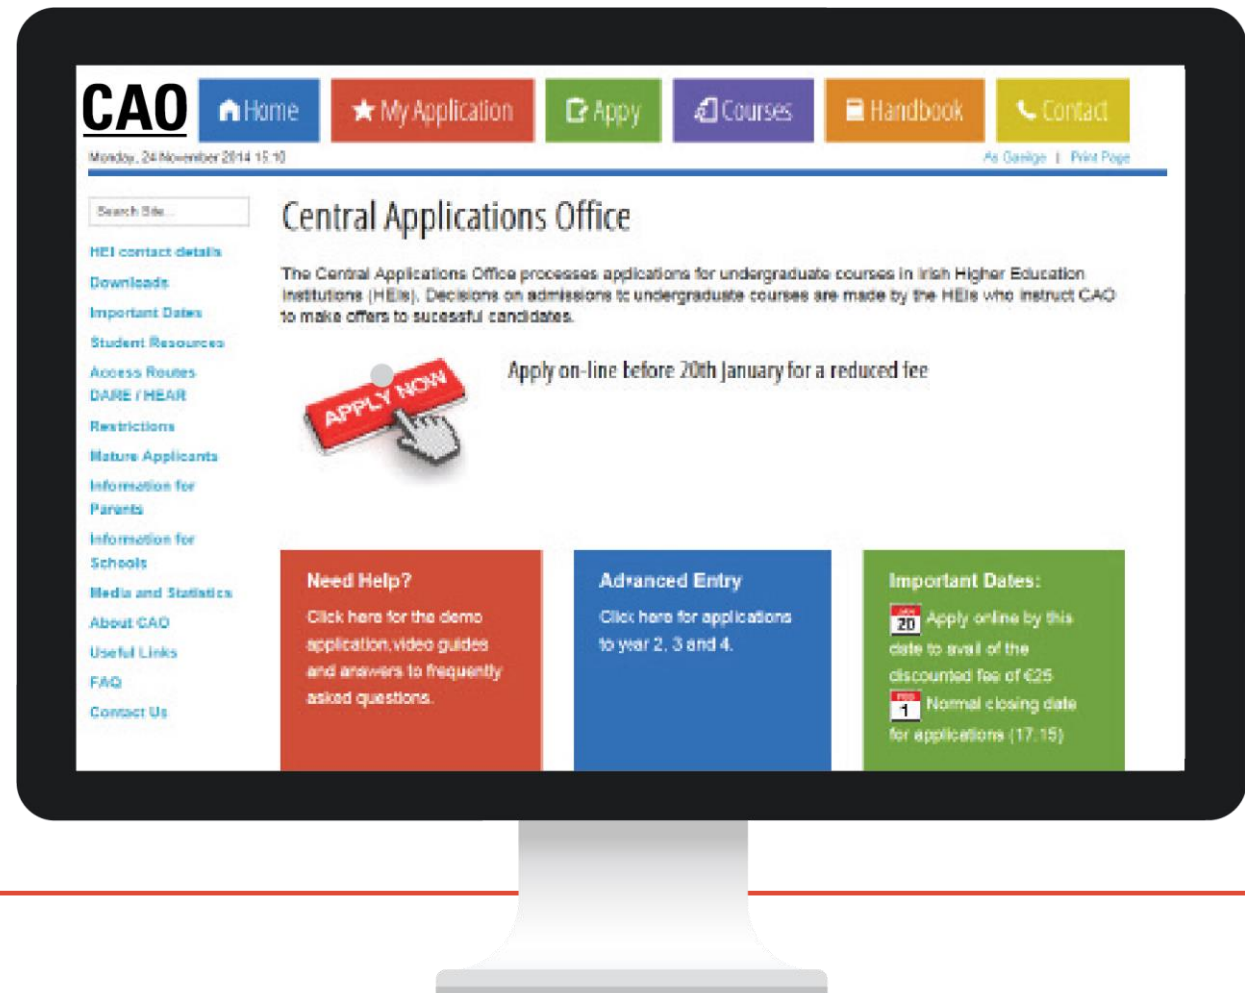 CAO
Home
My Application
Appy
Courses
Handbook
Contact
Monday, 24 November 2014 15:10
As Gaeilge | Print Page
Search Site...
HEI contact details
Downloads
Important Dates
Student Resources
Access Routes
DARE / HEAR
Restrictions
Mature Applicants
Information for
Parents
Information for
Schools
Media and Statistics
About CAO
Useful Links
FAQ
Contact Us
Central Applications Office
The Central Applications Office processes applications for undergraduate courses in Irish Higher Education
Institutions (HEIs). Decisions on admissions to undergraduate courses are made by the HEIs who instruct CAO
to make offers to sucessful candidates.
APPLY NOW
Apply on-line before 20th January for a reduced fee
Need Help?
Click here for the demo
application,video guides
and answers to frequently
asked questions.
Advanced Entry
Click here for applications
to year 2, 3 and 4.
Important Dates:
JAN
20 Apply online by this
date to avail of the
discounted fee of €25
FEB
1 Normal closing date
for applications (17:15)